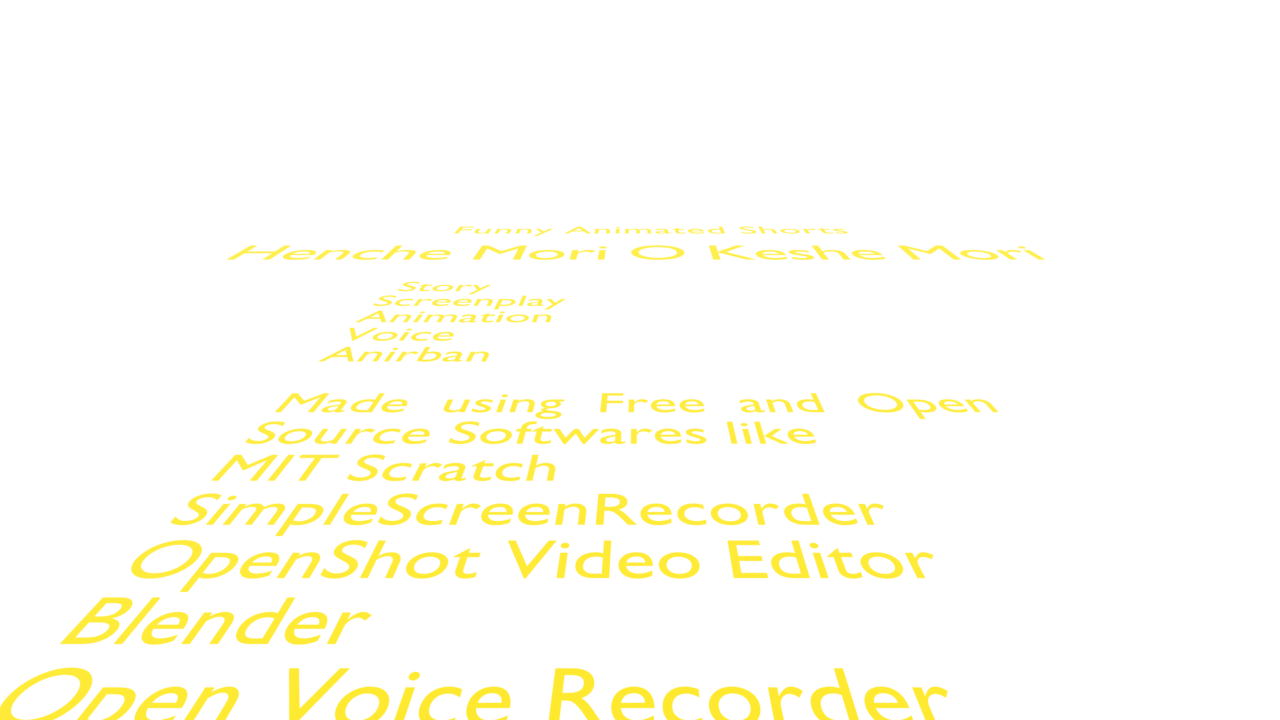 Funny Animated Shorts
Henche Mori O Keshe Mori
Story
Screenplay
Animation
Voice
Anirban
Made using Free and Open
Source Softwares like
MIT Scratch
SimpleScreenRecorder
OpenShot Video Editor
Blender
Open Voice Recorder